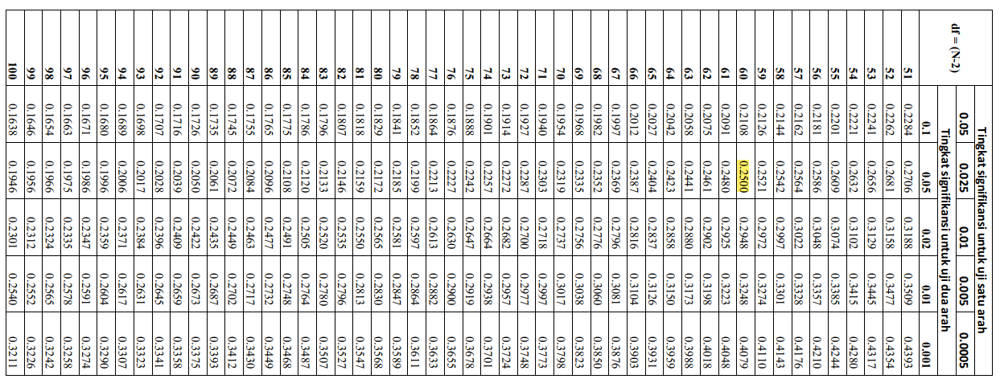 df = (N-2)
Tingkat signifikansi untuk uji satu arah
0.05 0.025 0.01 0.005 0.0005
Tingkat signifikansi untuk uji dua arah
0.1 0.05 0.02 0.01 0.001
51 0.2284 0.2706 0.3188 0.3509 0.4393
52 0.2262 0.2681 0.3158 0.3477 0.4354
53 0.2241 0.2656 0.3129 0.3445 0.4317
54 0.2221 0.2632 0.3102 0.3415 0.4280
55 0.2201 0.2609 0.3074 0.3385 0.4244
56 0.2181 0.2586 0.3048 0.3357 0.4210
57 0.2162 0.2564 0.3022 0.3328 0.4176
58 0.2144 0.2542 0.2997 0.3301 0.4143
59 0.2126 0.2521 0.2972 0.3274 0.4110
60 0.2108 0.2500 0.2948 0.3248 0.4079
61 0.2091 0.2480 0.2925 0.3223 0.4048
62 0.2075 0.2461 0.2902 0.3198 0.4018
63 0.2058 0.2441 0.2880 0.3173 0.3988
64 0.2042 0.2423 0.2858 0.3150 0.3959
65 0.2027 0.2404 0.2837 0.3126 0.3931
66 0.2012 0.2387 0.2816 0.3104 0.3903
67 0.1997 0.2369 0.2796 0.3081 0.3876
68 0.1982 0.2352 0.2776 0.3060 0.3850
69 0.1968 0.2335 0.2756 0.3038 0.3823
70 0.1954 0.2319 0.2737 0.3017 0.3798
71 0.1940 0.2303 0.2718 0.2997 0.3773
72 0.1927 0.2287 0.2700 0.2977 0.3748
73 0.1914 0.2272 0.2682 0.2957 0.3724
74 0.1901 0.2257 0.2664 0.2938 0.3701
75 0.1888 0.2242 0.2647 0.2919 0.3678
76 0.1876 0.2227 0.2630 0.2900 0.3655
77 0.1864 0.2213 0.2613 0.2882 0.3633
78 0.1852 0.2199 0.2597 0.2864 0.3611
79 0.1841 0.2185 0.2581 0.2847 0.3589
80 0.1829 0.2172 0.2565 0.2830 0.3568
81 0.1818 0.2159 0.2550 0.2813 0.3547
82 0.1807 0.2146 0.2535 0.2796 0.3527
83 0.1796 0.2133 0.2520 0.2780 0.3507
84 0.1786 0.2120 0.2505 0.2764 0.3487
85 0.1775 0.2108 0.2491 0.2748 0.3468
86 0.1765 0.2096 0.2477 0.2732 0.3449
87 0.1755 0.2084 0.2463 0.2717 0.3430
88 0.1745 0.2072 0.2449 0.2702 0.3412
89 0.1735 0.2061 0.2435 0.2687 0.3393
90 0.1726 0.2050 0.2422 0.2673 0.3375
91 0.1716 0.2039 0.2409 0.2659 0.3358
92 0.1707 0.2028 0.2396 0.2645 0.3341
93 0.1698 0.2017 0.2384 0.2631 0.3323
94 0.1689 0.2006 0.2371 0.2617 0.3307
95 0.1680 0.1996 0.2359 0.2604 0.3290
96 0.1671 0.1986 0.2347 0.2591 0.3274
97 0.1663 0.1975 0.2335 0.2578 0.3258
98 0.1654 0.1966 0.2324 0.2565 0.3242
99 0.1646 0.1956 0.2312 0.2552 0.3226
100 0.1638 0.1946 0.2301 0.2540 0.3211